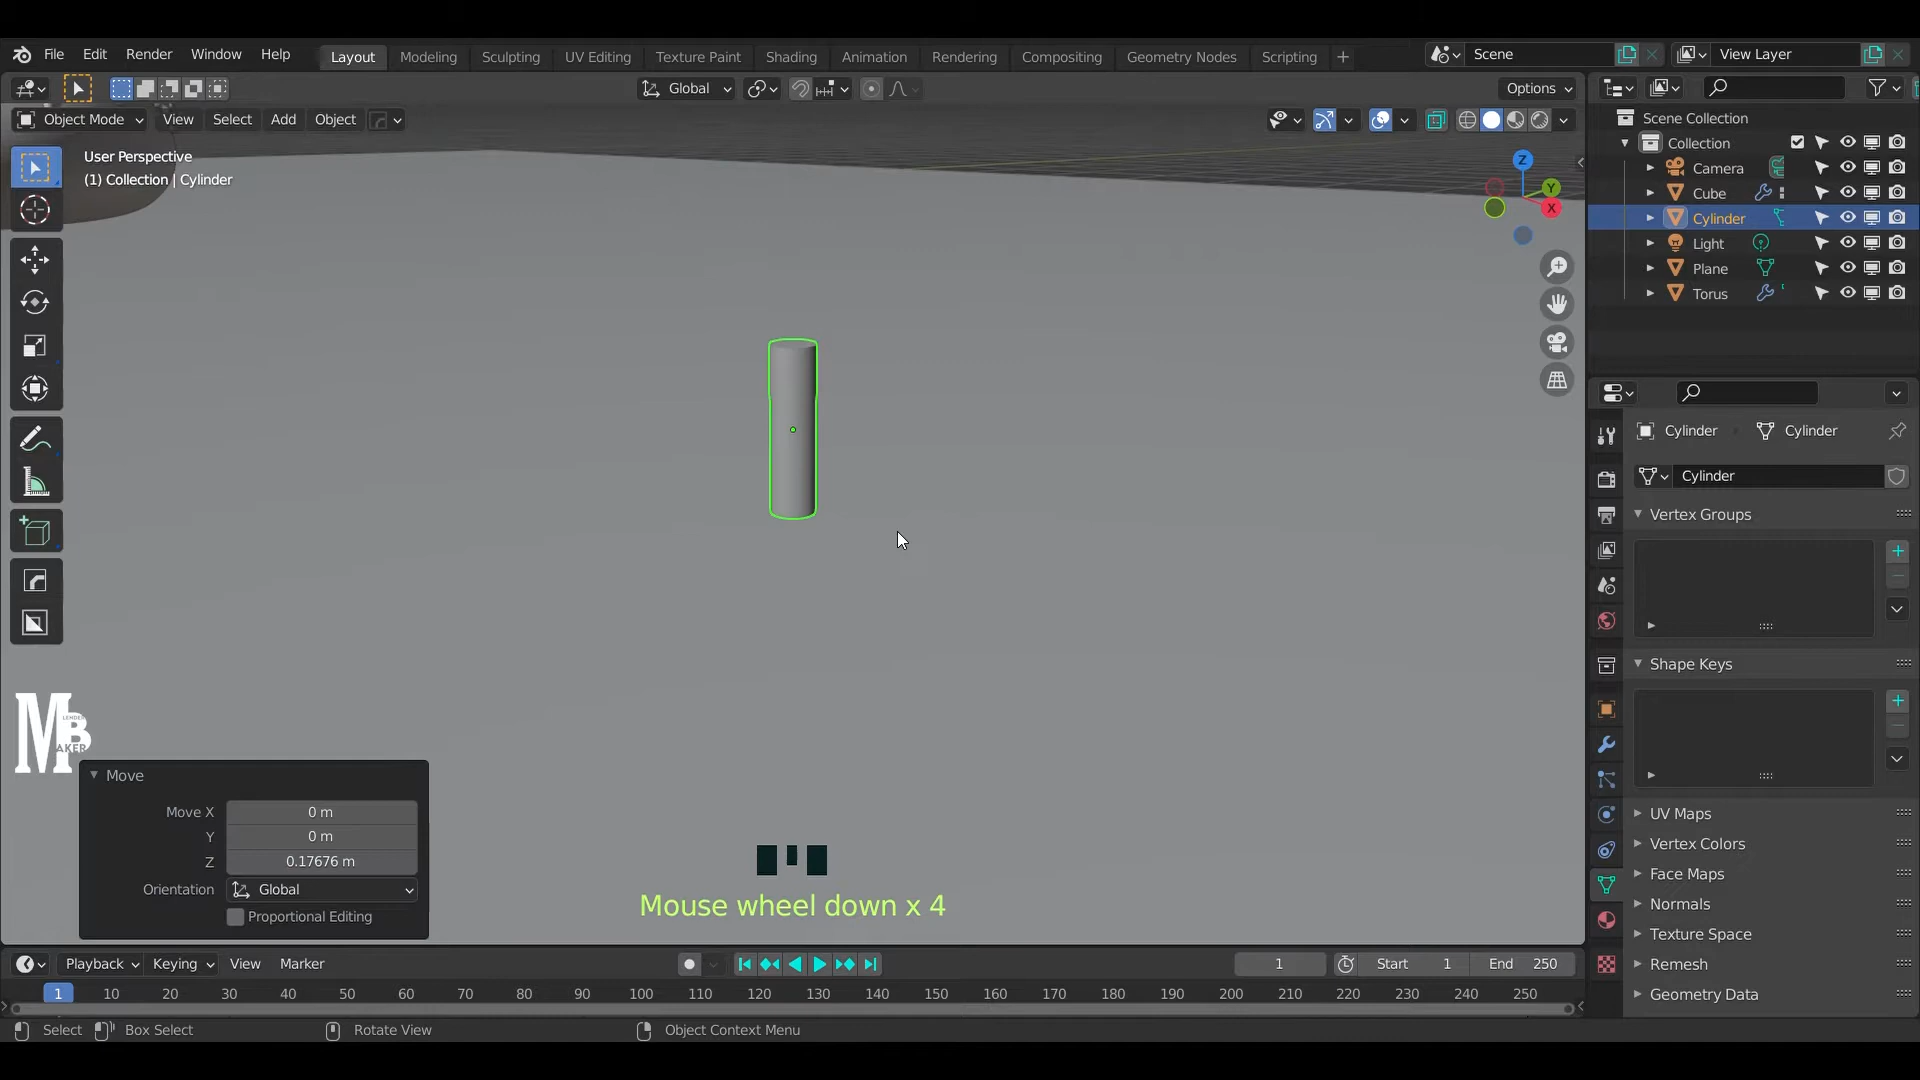 File Edit Render Window Help Layout Modeling Sculpting UV Editing Texture Paint Shading Animation Rendering Compositing Geometry Nodes Scripting + Scene View Layer
Global Options
Object Mode View Select Add Object
User Perspective
(1) Collection | Cylinder
Z
Y
X
Scene Collection
Collection
Camera
Cube
Cylinder
Light
Plane
Torus
Cylinder Cylinder
Cylinder
Vertex Groups
Shape Keys
UV Maps
Vertex Colors
Face Maps
Normals
Texture Space
Remesh
Geometry Data
MB
LENDER
AKER
Move
Move X 0 m
Y 0 m
Z 0.17676 m
Orientation Global
Proportional Editing
Mouse wheel down x 4
Playback Keying View Marker 1 Start 1 End 250
1 10 20 30 40 50 60 70 80 90 100 110 120 130 140 150 160 170 180 190 200 210 220 230 240 250
Select Box Select Rotate View Object Context Menu